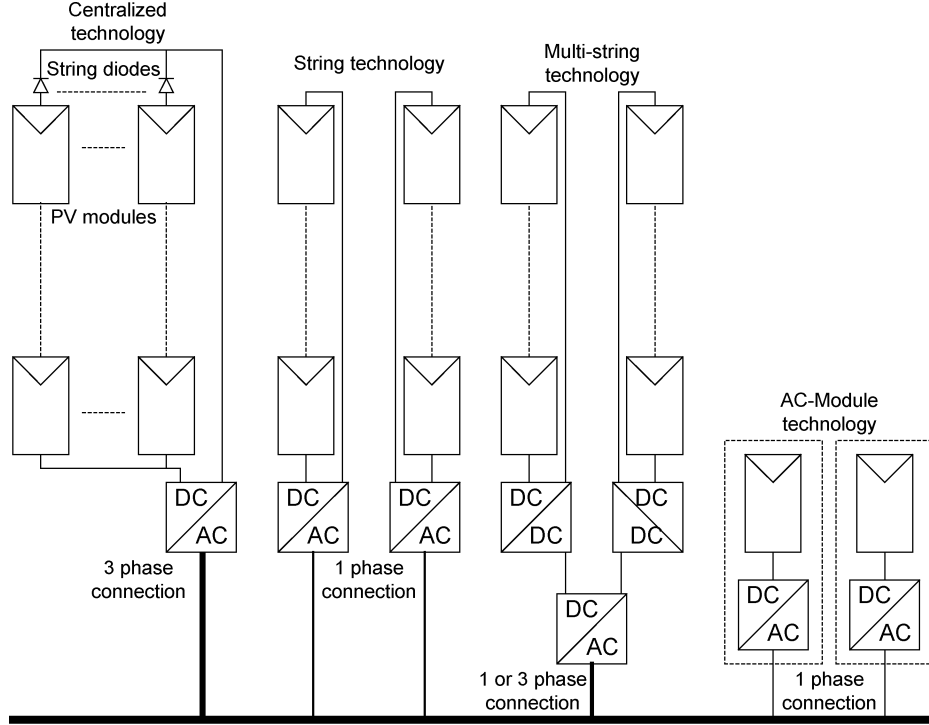 Centralized
technology
String diodes
PV modules
DC
AC
3 phase
connection
String technology
DC
AC
DC
AC
1 phase
connection
Multi-string
technology
DC
DC
DC
DC
DC
AC
1 or 3 phase
connection
AC-Module
technology
DC
AC
DC
AC
1 phase
connection